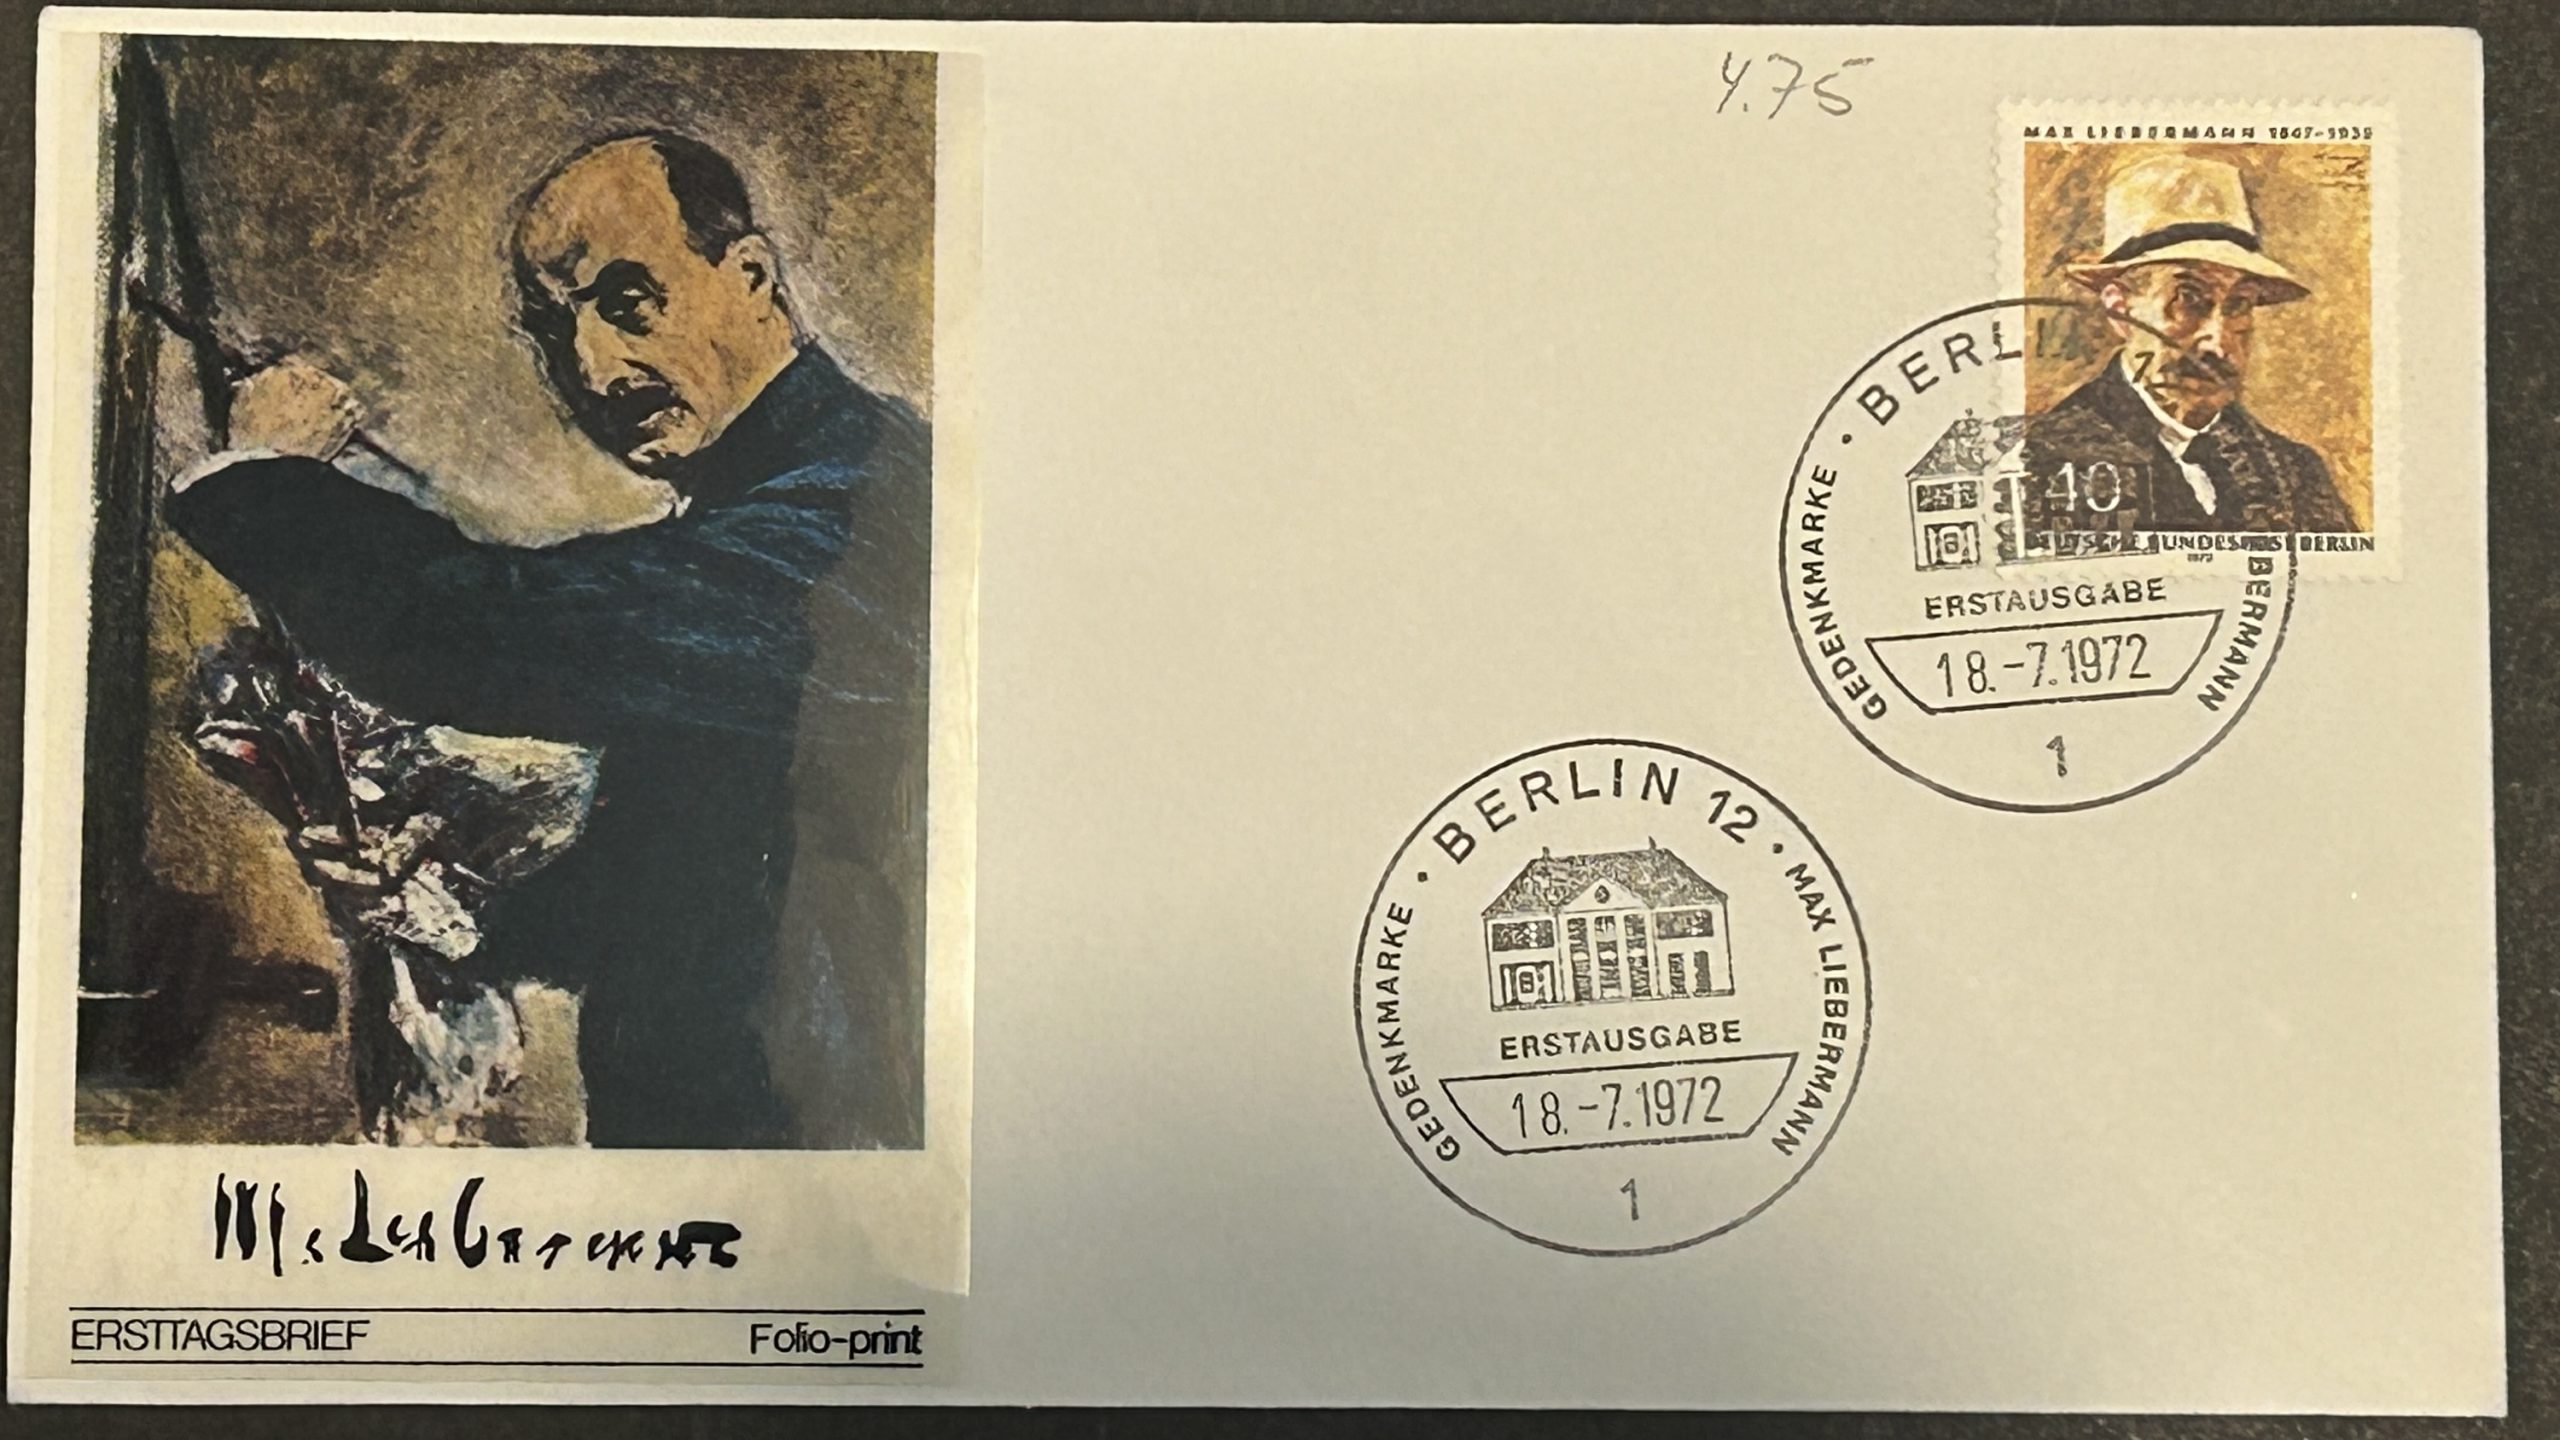 4.75
MAX LIEBERMANN 1847-1935
40
DEUTSCHE BUNDESPOST BERLIN
1972
GEDENKMARKE · BERLIN
ERSTAUSGABE
18.-7.1972
1
GEDENKMARKE · BERLIN 12 · MAX LIEBERMANN
ERSTAUSGABE
18.-7.1972
1
M. Liebermann
ERSTTAGSBRIEF
Folio-print